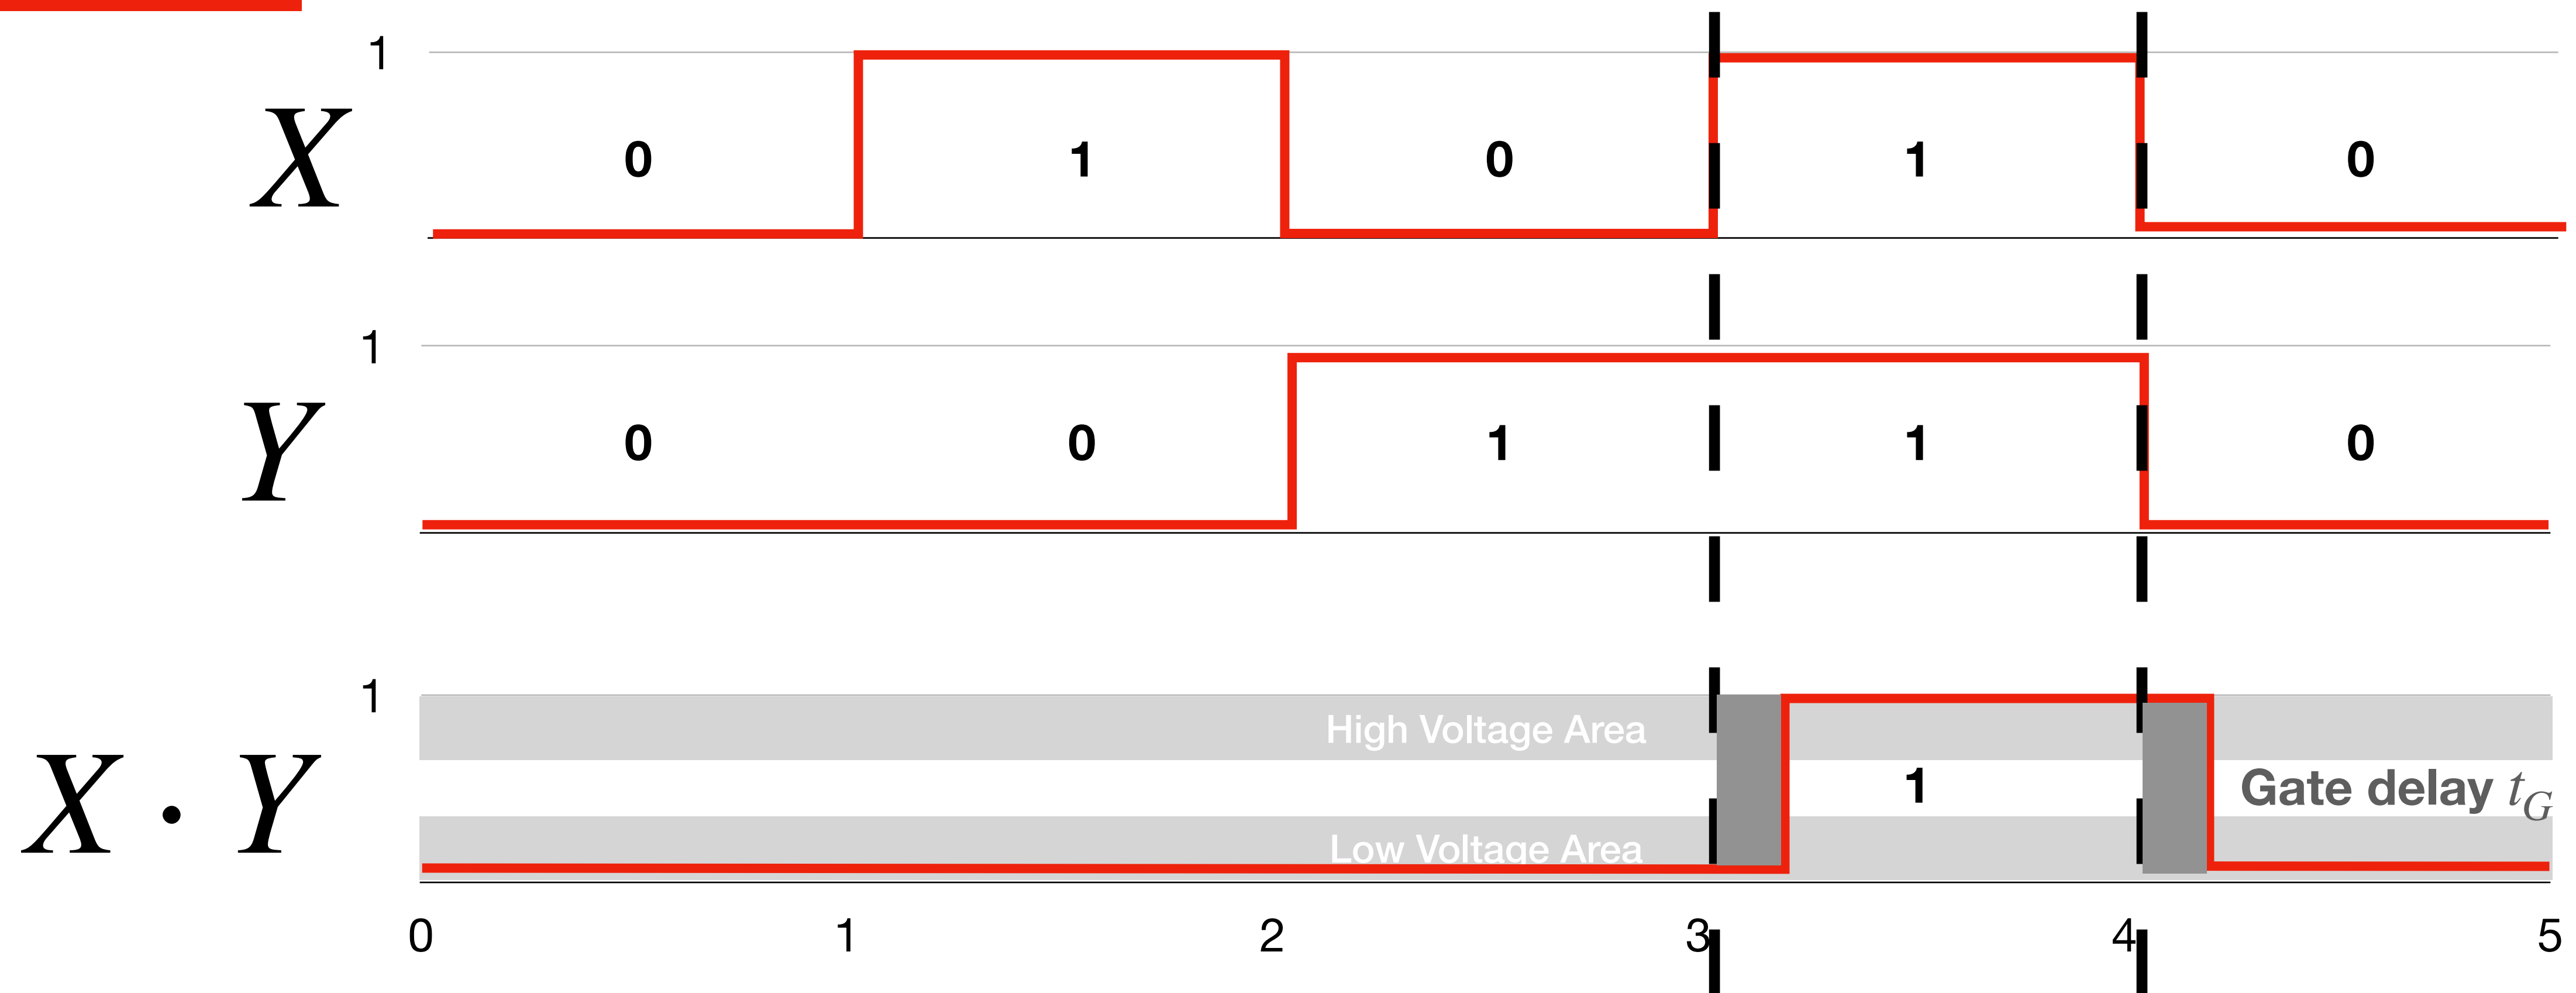 1
X 0 1 0 1 0
1
Y 0 0 1 1 0
1
High Voltage Area
X · Y 1 Gate delay t_G
Low Voltage Area
0 1 2 3 4 5